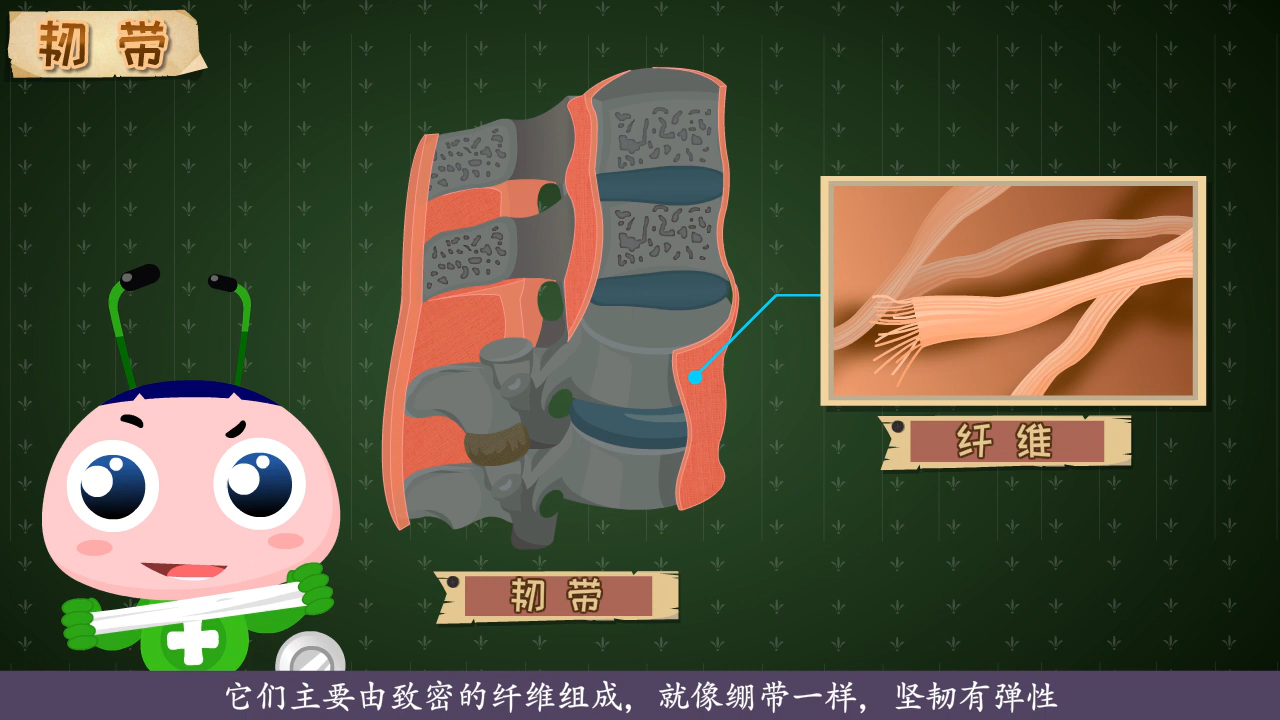 韧带
纤维
韧带
它们主要由致密的纤维组成，就像绷带一样，坚韧有弹性